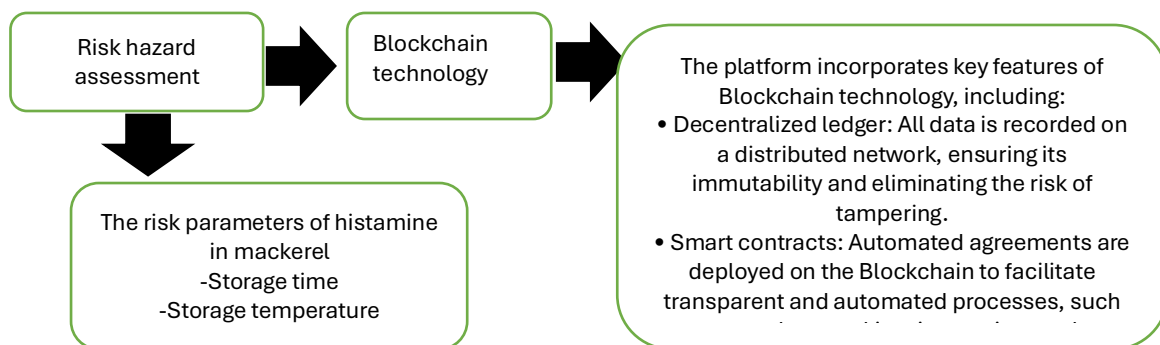 Risk hazard
assessment
Blockchain
technology
The platform incorporates key features of
Blockchain technology, including:
• Decentralized ledger: All data is recorded on
a distributed network, ensuring its
immutability and eliminating the risk of
tampering.
• Smart contracts: Automated agreements are
deployed on the Blockchain to facilitate
transparent and automated processes, such
The risk parameters of histamine
in mackerel
-Storage time
-Storage temperature